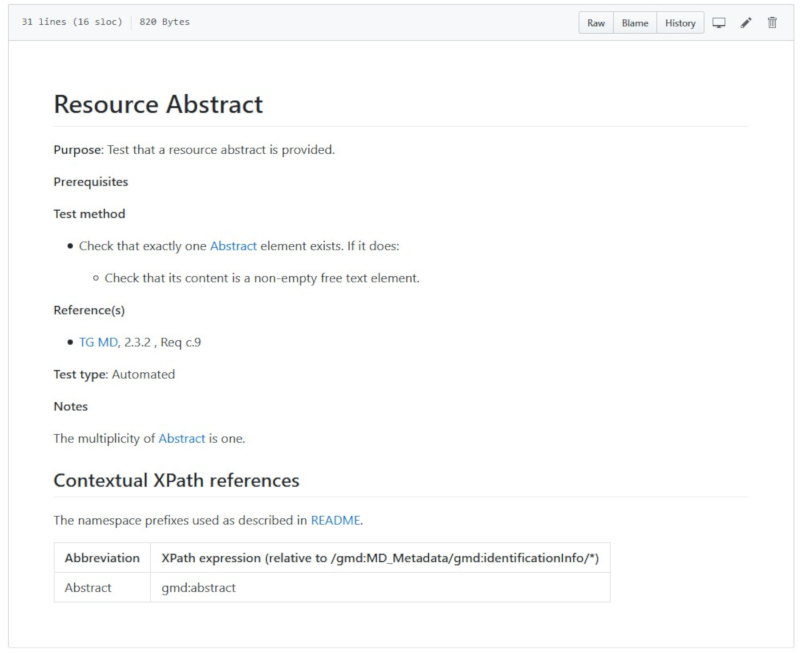 31 lines (16 sloc) 820 Bytes Raw Blame History
Resource Abstract
Purpose: Test that a resource abstract is provided.
Prerequisites
Test method
Check that exactly one Abstract element exists. If it does:
Check that its content is a non-empty free text element.
Reference(s)
TG MD, 2.3.2 , Req c.9
Test type: Automated
Notes
The multiplicity of Abstract is one.
Contextual XPath references
The namespace prefixes used as described in README.
Abbreviation XPath expression (relative to /gmd:MD_Metadata/gmd:identificationInfo/*)
Abstract gmd:abstract